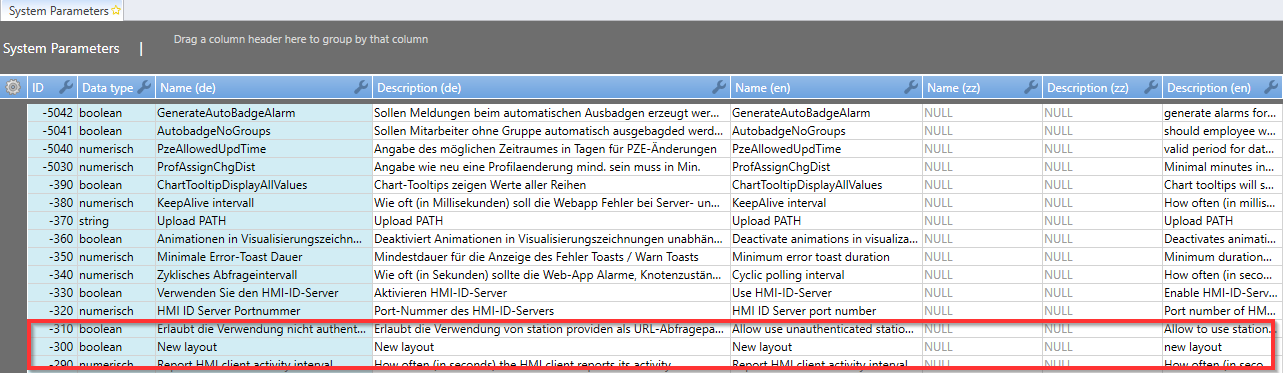 System Parameters
Drag a column header here to group by that column
System Parameters |
ID Data type Name (de) Description (de) Name (en) Name (zz) Description (zz) Description (en)
-5042 boolean GenerateAutoBadgeAlarm Sollen Meldungen beim automatischen Ausbadgen erzeugt wer... GenerateAutoBadgeAlarm NULL NULL generate alarms for...
-5041 boolean AutobadgeNoGroups Sollen Mitarbeiter ohne Gruppe automatisch ausgebagded werd... AutobadgeNoGroups NULL NULL should employee w...
-5040 numerisch PzeAllowedUpdTime Angabe des möglichen Zeitraumes in Tagen für PZE-Änderungen PzeAllowedUpdTime NULL NULL valid period for dat...
-5030 numerisch ProfAssignChgDist Angabe wie neu eine Profilaenderung mind. sein muss in Min. ProfAssignChgDist NULL NULL Minimal minutes in...
-390 boolean ChartTooltipDisplayAllValues Chart-Tooltips zeigen Werte aller Reihen ChartTooltipDisplayAllValues NULL NULL Chart tooltips will s...
-380 numerisch KeepAlive intervall Wie oft (in Millisekunden) soll die Webapp Fehler bei Server- un... KeepAlive interval NULL NULL How often (in millis...
-370 string Upload PATH Upload PATH Upload PATH NULL NULL Upload PATH
-360 boolean Animationen in Visualisierungszeichn... Deaktiviert Animationen in Visualisierungszeichnungen unabhän... Deactivate animations in visualiza... NULL NULL Deactivates animati...
-350 numerisch Minimale Error-Toast Dauer Mindestdauer für die Anzeige des Fehler Toasts / Warn Toasts Minimum error toast duration NULL NULL Minimum duration...
-340 numerisch Zyklisches Abfrageintervall Wie oft (in Sekunden) sollte die Web-App Alarme, Knotenzustän... Cyclic polling interval NULL NULL How often (in seco...
-330 boolean Verwenden Sie den HMI-ID-Server Aktivieren HMI-ID-Server Use HMI-ID-Server NULL NULL Enable HMI-ID-Serv...
-320 numerisch HMI ID Server Portnummer Port-Nummer des HMI-ID-Servers HMI ID Server port number NULL NULL Port number of HM...
-310 boolean Erlaubt die Verwendung nicht authent... Erlaubt die Verwendung von station providen als URL-Abfragepa... Allow use unauthenticated statio... NULL NULL Allow to use station...
-300 boolean New layout New layout New layout NULL NULL new layout
-290 numerisch Report HMI client activity interval How often (in seconds) the HMI client reports its activity Report HMI client activity interval NULL NULL How often (in seco...